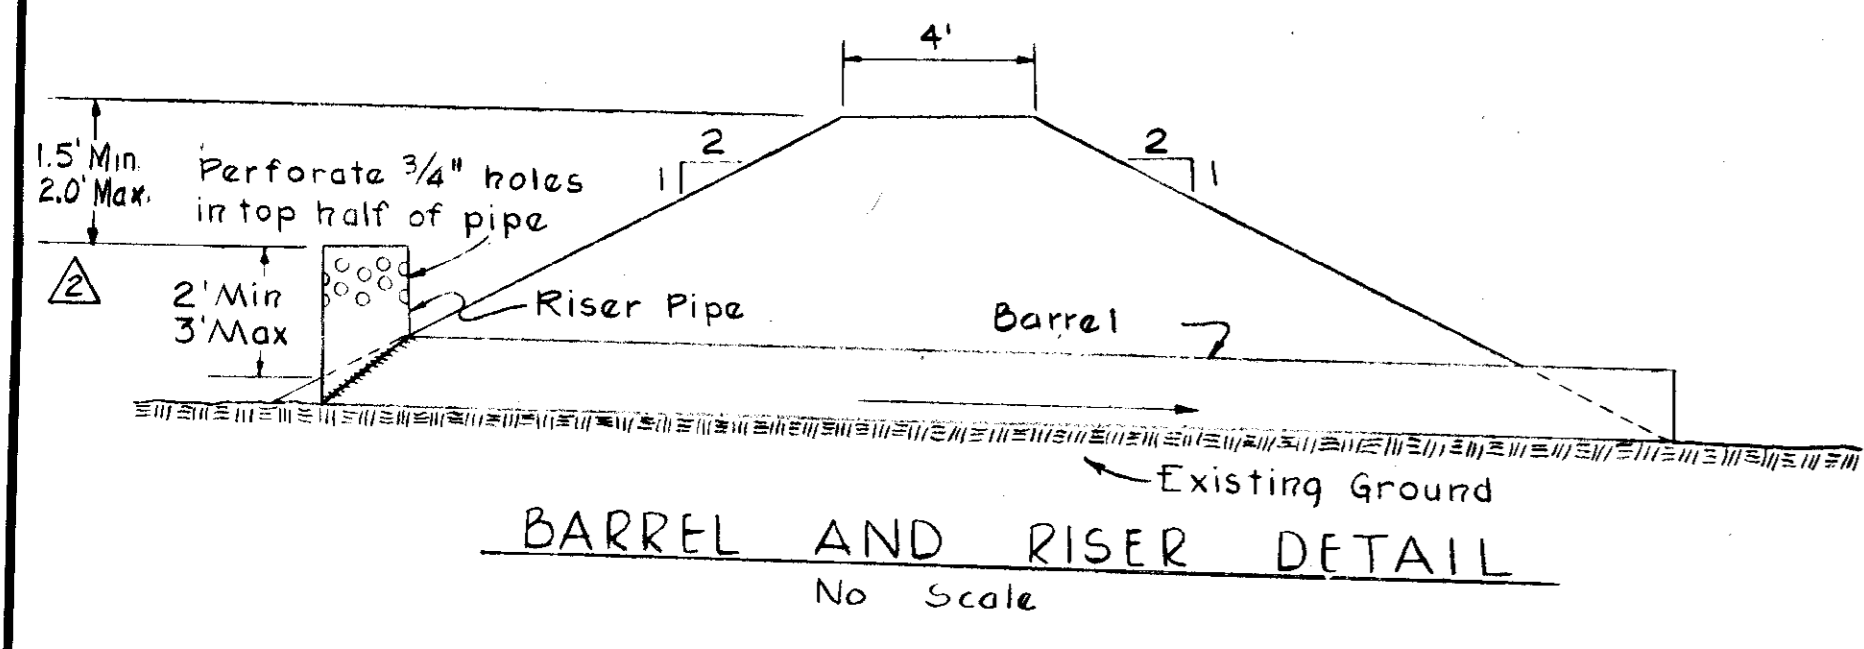 4'
2
1
2
1
1.5' Min.
2.0' Max.
Perforate 3/4" holes
in top half of pipe
2
2' Min
3' Max
Riser Pipe
Barrel
Existing Ground
BARREL AND RISER DETAIL
No Scale